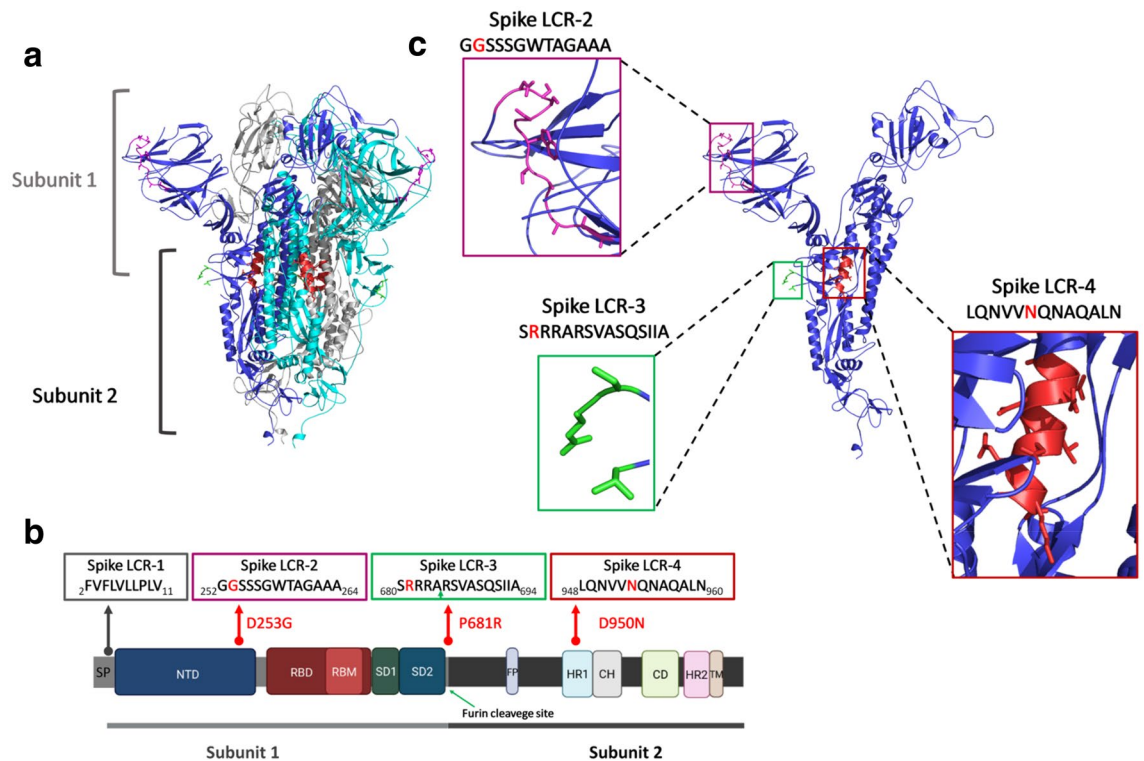 a
Subunit 1
Subunit 2
c
Spike LCR-2
GGSSSGWTAGAAA
Spike LCR-3
SRRRARSVASQSIIA
Spike LCR-4
LQNVVNQNAQALN
b
Spike LCR-1
2FVFLVLLPLV11
Spike LCR-2
252GGSSSGWTAGAAA264
Spike LCR-3
680SRRRARSVASQSIIA694
Spike LCR-4
948LQNVVNQNAQALN960
D253G
P681R
D950N
SP
NTD
RBD
RBM
SD1
SD2
FP
HR1
CH
CD
HR2
TM
Furin clavege site
Subunit 1
Subunit 2